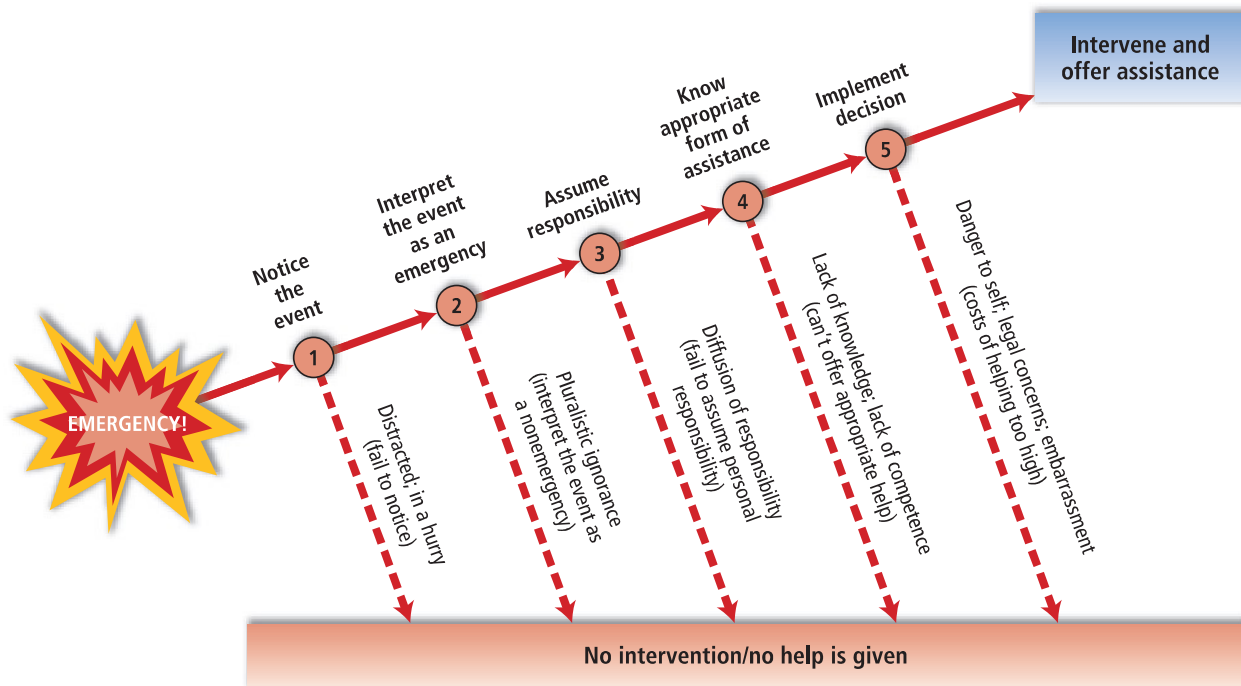 EMERGENCY!
1
Notice
the
event
Distracted; in a hurry
(fail to notice)
2
Interpret
the event
as an
emergency
Pluralistic ignorance
(interpret the event as
a nonemergency)
3
Assume
responsibility
Diffusion of responsibility
(fail to assume personal
responsibility)
4
Know
appropriate
form of
assistance
Lack of knowledge; lack of competence
(can't offer appropriate help)
5
Implement
decision
Danger to self; legal concerns; embarrassment
(costs of helping too high)
Intervene and
offer assistance
No intervention/no help is given